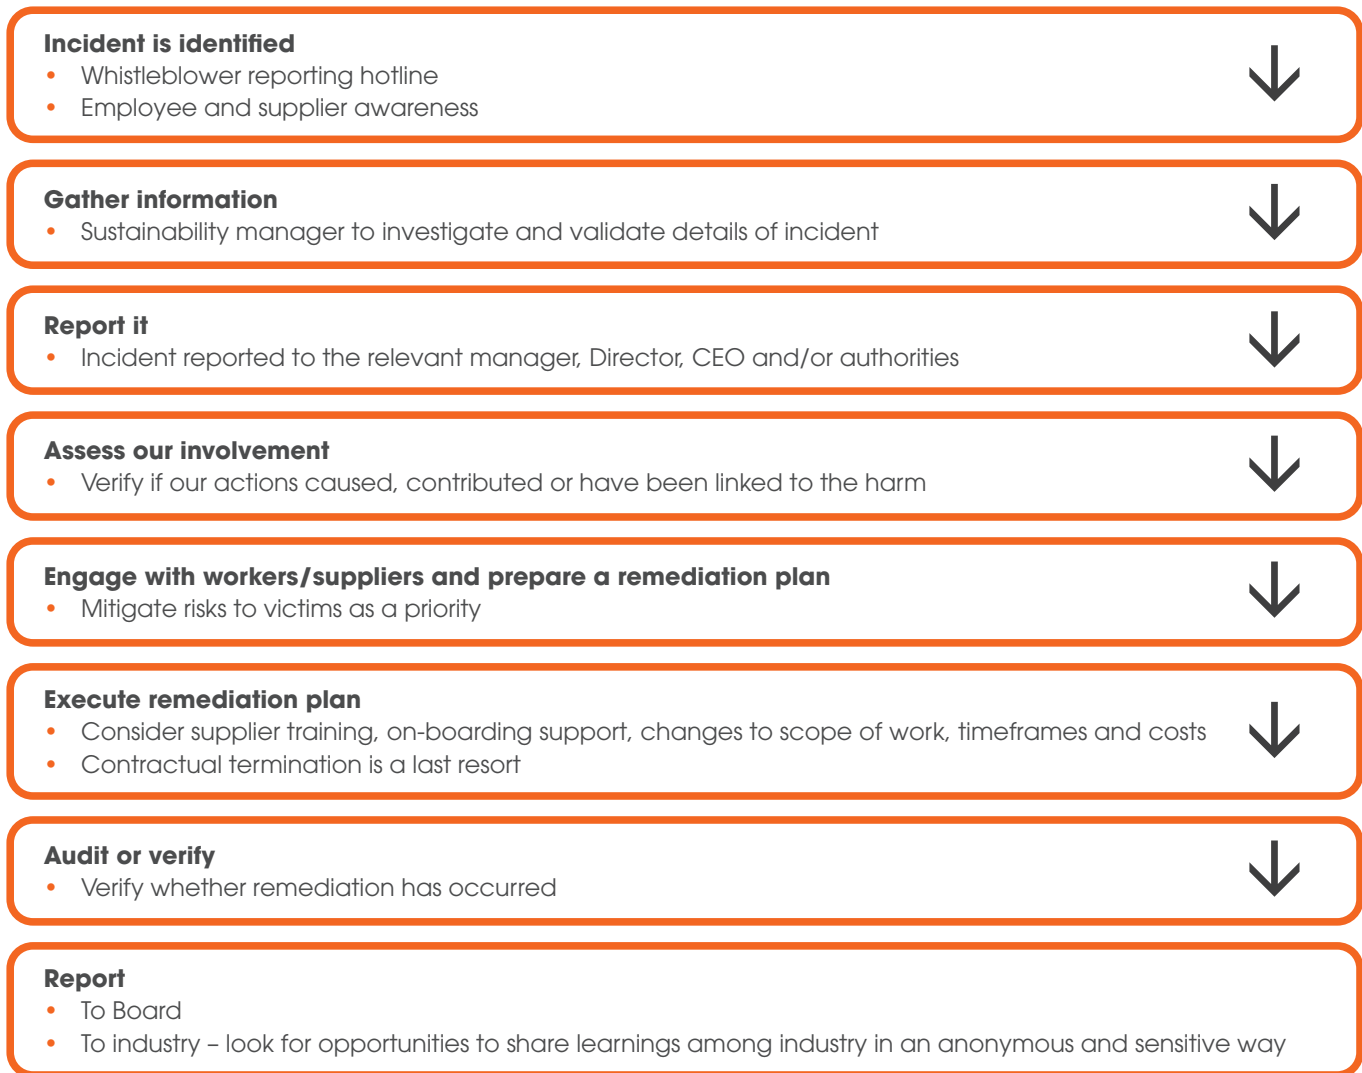 Incident is identified
• Whistleblower reporting hotline
• Employee and supplier awareness
Gather information
• Sustainability manager to investigate and validate details of incident
Report it
• Incident reported to the relevant manager, Director, CEO and/or authorities
Assess our involvement
• Verify if our actions caused, contributed or have been linked to the harm
Engage with workers/suppliers and prepare a remediation plan
• Mitigate risks to victims as a priority
Execute remediation plan
• Consider supplier training, on-boarding support, changes to scope of work, timeframes and costs
• Contractual termination is a last resort
Audit or verify
• Verify whether remediation has occurred
Report
• To Board
• To industry – look for opportunities to share learnings among industry in an anonymous and sensitive way